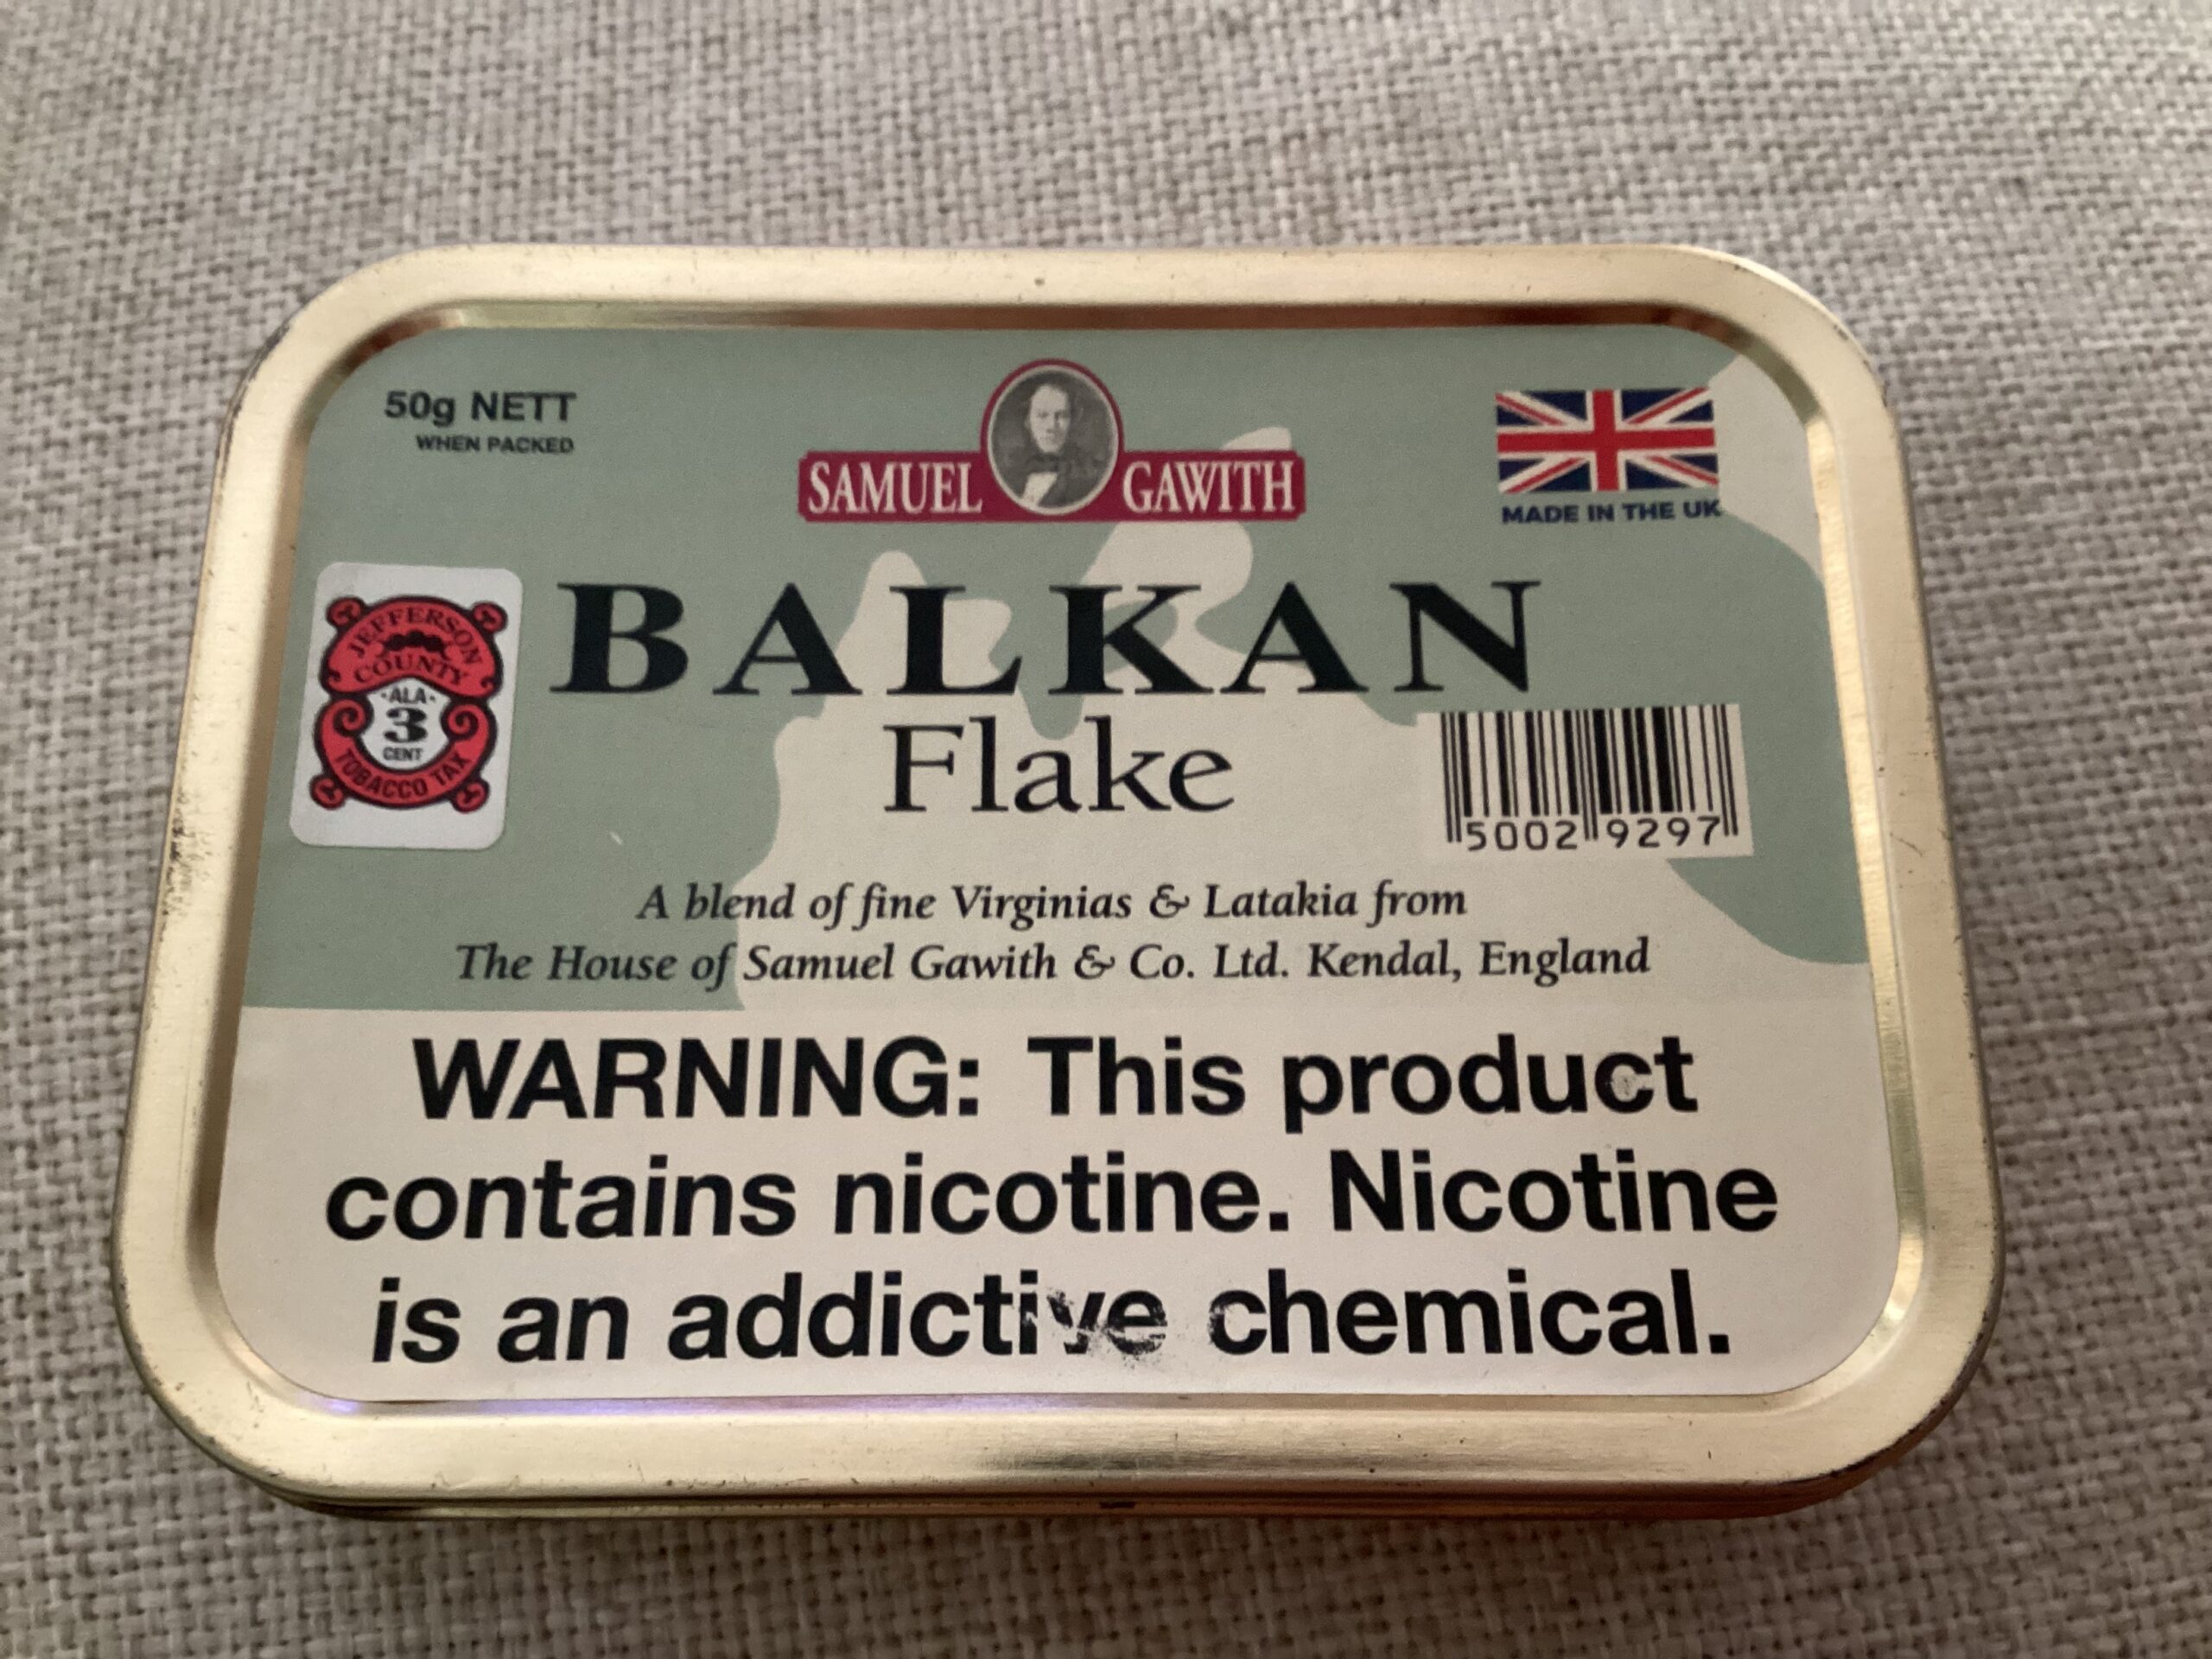 50g NETT
WHEN PACKED
SAMUEL GAWITH
MADE IN THE UK
JEFFERSON
COUNTY
·ALA·
3
CENT
TOBACCO TAX
BALKAN
Flake
5002 9297
A blend of fine Virginias & Latakia from
The House of Samuel Gawith & Co. Ltd. Kendal, England
WARNING: This product
contains nicotine. Nicotine
is an addictive chemical.